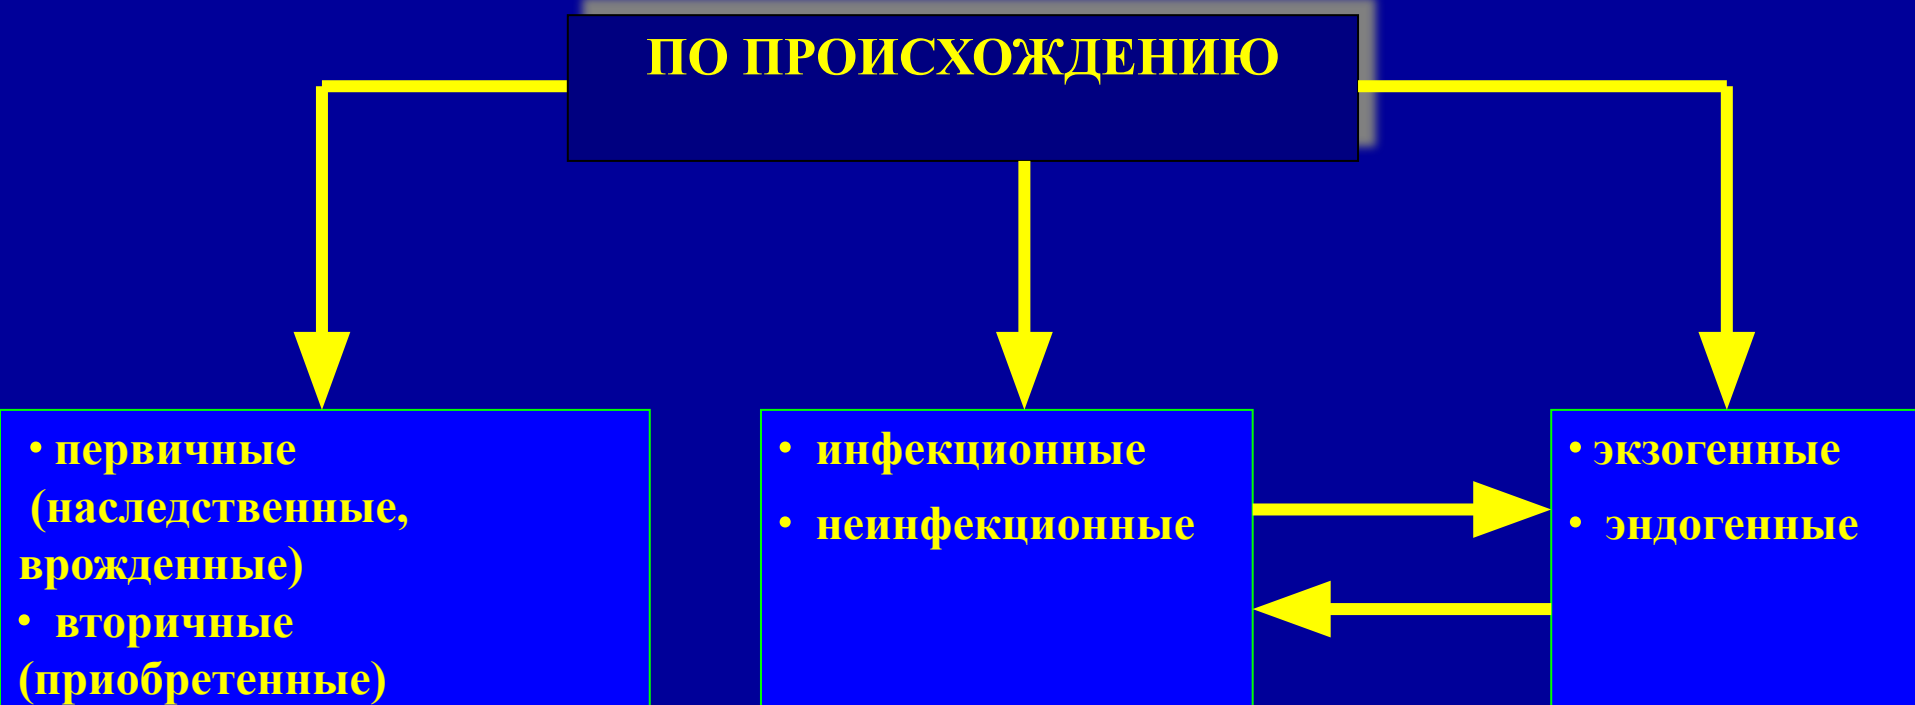 ПО ПРОИСХОЖДЕНИЮ
• первичные
(наследственные,
врожденные)
• вторичные
(приобретенные)
• инфекционные
• неинфекционные
• экзогенные
• эндогенные